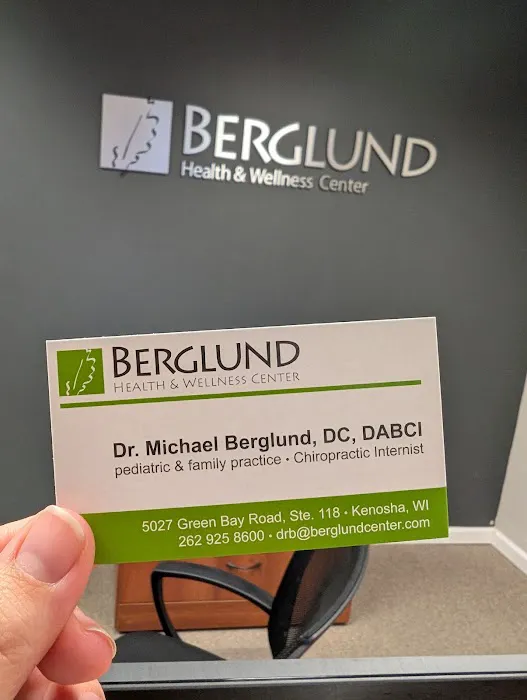 BERGLUND
Health & Wellness Center
BERGLUND
HEALTH & WELLNESS CENTER
Dr. Michael Berglund, DC, DABCI
pediatric & family practice • Chiropractic Internist
5027 Green Bay Road, Ste. 118 • Kenosha, WI
262 925 8600 • drb@berglundcenter.com